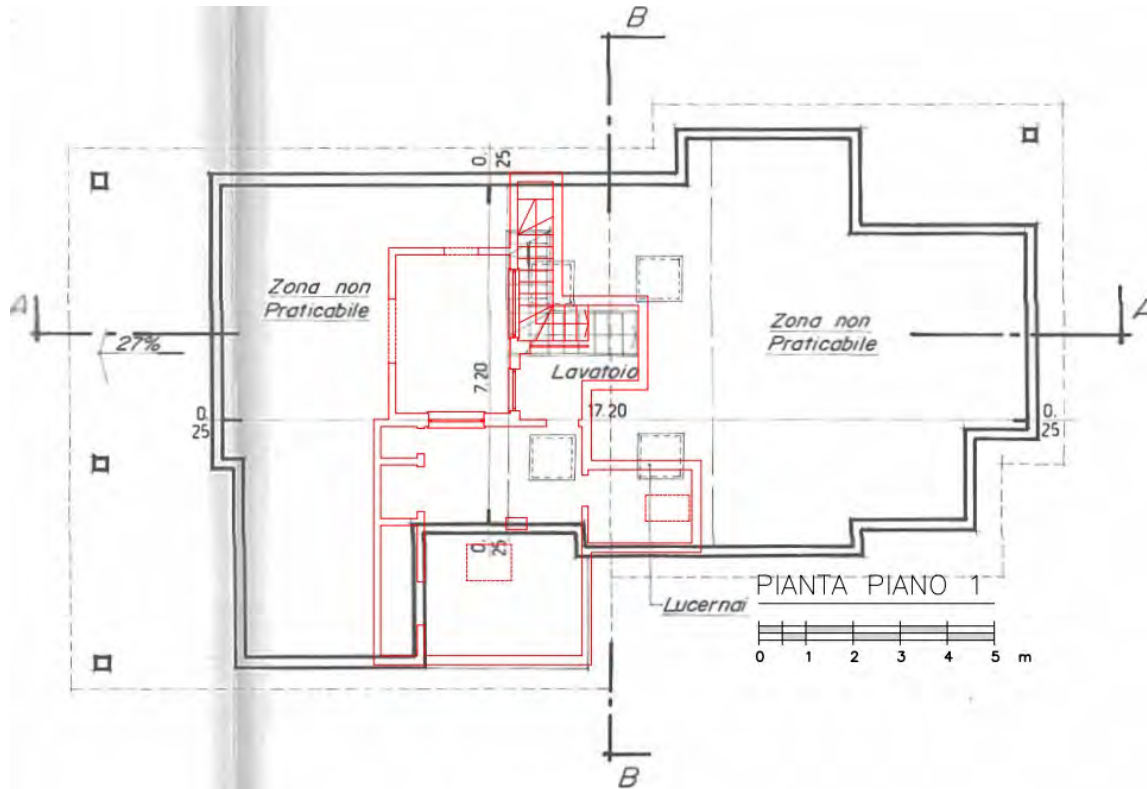 B
0.
25
Zona non
Praticabile
A
27%
Zona non
Praticabile
A
Lavatoio
7.20
17.20
0.
25
0.
25
0.
25
PIANTA PIANO 1
Lucernai
0 1 2 3 4 5 m
B